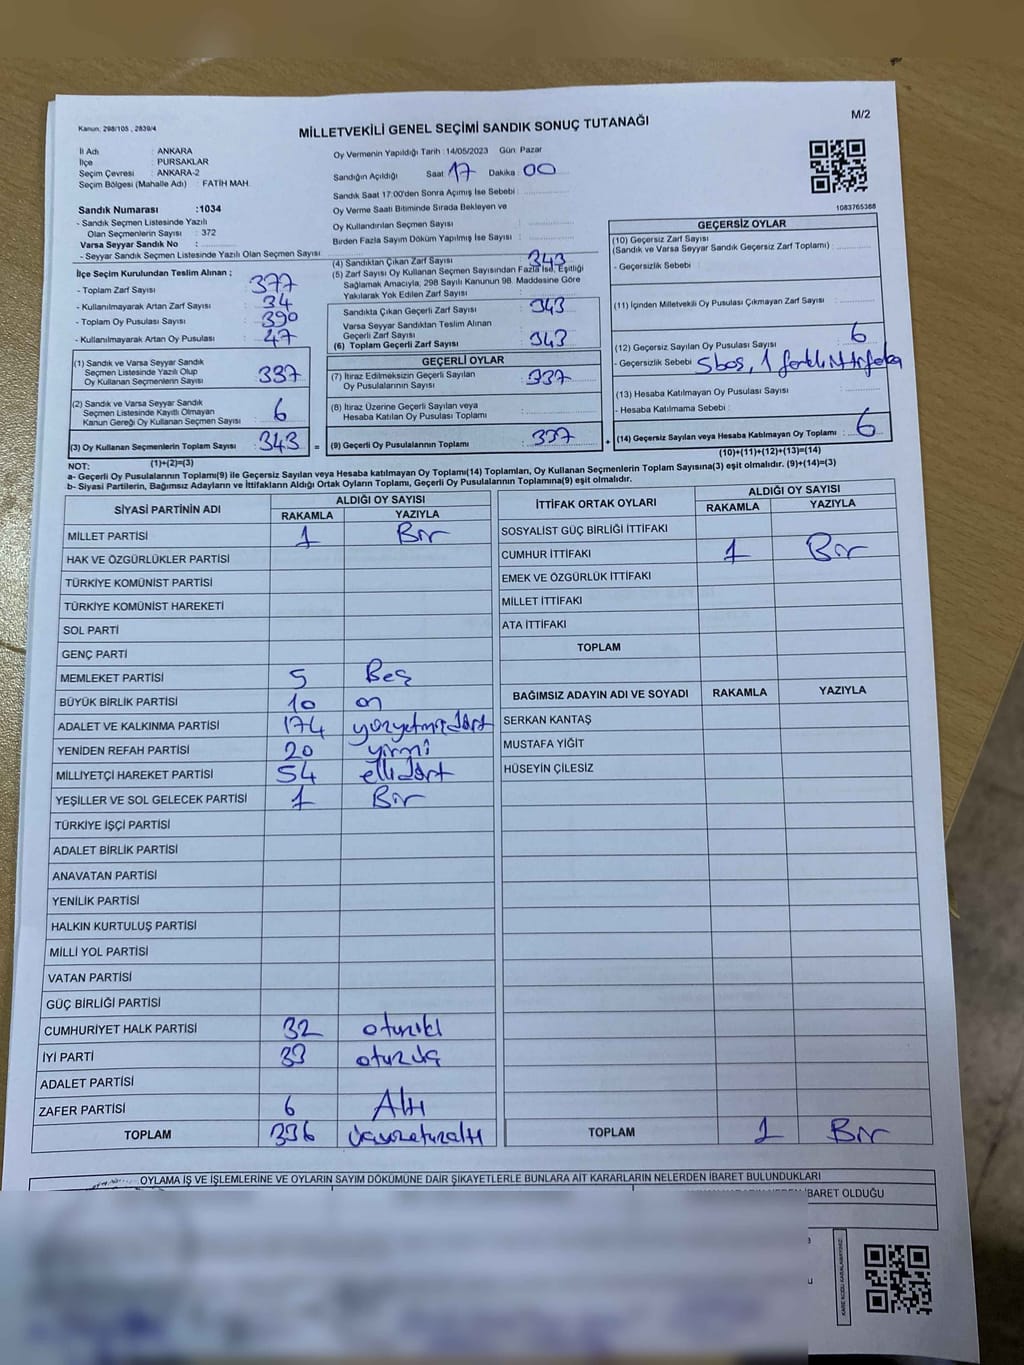 Kanun: 298/105 , 2839/4
MİLLETVEKİLİ GENEL SEÇİMİ SANDIK SONUÇ TUTANAĞI
M/2
İl Adı : ANKARA
İlçe : PURSAKLAR
Seçim Çevresi : ANKARA-2
Seçim Bölgesi (Mahalle Adı) : FATİH MAH.
Oy Vermenin Yapıldığı Tarih : 14/05/2023 Gün: Pazar
Sandığın Açıldığı Saat 17 Dakika 00
Sandık Saat 17:00'den Sonra Açılmış İse Sebebi :
Oy Verme Saati Bitiminde Sırada Bekleyen ve
Oy Kullandırılan Seçmen Sayısı :
Birden Fazla Sayım Döküm Yapılmış İse Sayısı :
1083765388
Sandık Numarası :1034
- Sandık Seçmen Listesinde Yazılı
Olan Seçmenlerin Sayısı : 372
Varsa Seyyar Sandık No :
- Seyyar Sandık Seçmen Listesinde Yazılı Olan Seçmen Sayısı
İlçe Seçim Kurulundan Teslim Alınan ;
- Toplam Zarf Sayısı : 377
- Kullanılmayarak Artan Zarf Sayısı : 34
- Toplam Oy Pusulası Sayısı : 390
- Kullanılmayarak Artan Oy Pusulası : 47
(1) Sandık ve Varsa Seyyar Sandık
Seçmen Listesinde Yazılı Olup
Oy Kullanan Seçmenlerin Sayısı : 337
(2) Sandık ve Varsa Seyyar Sandık
Seçmen Listesinde Kayıtlı Olmayan
Kanun Gereği Oy Kullanan Seçmen Sayısı : 6
(3) Oy Kullanan Seçmenlerin Toplam Sayısı : 343 =
(1)+(2)=(3)
(4) Sandıktan Çıkan Zarf Sayısı : 343
(5) Zarf Sayısı Oy Kullanan Seçmen Sayısından Fazla İse, Eşitliği
Sağlamak Amacıyla, 298 Sayılı Kanunun 98. Maddesine Göre
Yakılarak Yok Edilen Zarf Sayısı :
Sandıkta Çıkan Geçerli Zarf Sayısı : 343
Varsa Seyyar Sandıktan Teslim Alınan
Geçerli Zarf Sayısı :
(6) Toplam Geçerli Zarf Sayısı : 343
GEÇERLİ OYLAR
(7) İtiraz Edilmeksizin Geçerli Sayılan
Oy Pusulalarının Sayısı : 337
(8) İtiraz Üzerine Geçerli Sayılan veya
Hesaba Katılan Oy Pusulası Toplamı :
(9) Geçerli Oy Pusulalarının Toplamı : 337 +
GEÇERSİZ OYLAR
(10) Geçersiz Zarf Sayısı
(Sandık ve Varsa Seyyar Sandık Geçersiz Zarf Toplamı) :
- Geçersizlik Sebebi :
(11) İçinden Milletvekili Oy Pusulası Çıkmayan Zarf Sayısı :
(12) Geçersiz Sayılan Oy Pusulası Sayısı : 6
- Geçersizlik Sebebi : 5 boş, 1 farklı ittifaka
(13) Hesaba Katılmayan Oy Pusulası Sayısı :
- Hesaba Katılmama Sebebi :
(14) Geçersiz Sayılan veya Hesaba Katılmayan Oy Toplamı : 6
(10)+(11)+(12)+(13)=(14)
NOT:
a- Geçerli Oy Pusulalarının Toplamı(9) ile Geçersiz Sayılan veya Hesaba katılmayan Oy Toplamı(14) Toplamları, Oy Kullanan Seçmenlerin Toplam Sayısına(3) eşit olmalıdır. (9)+(14)=(3)
b- Siyasi Partilerin, Bağımsız Adayların ve İttifakların Aldığı Ortak Oyların Toplamı, Geçerli Oy Pusulalarının Toplamına(9) eşit olmalıdır.
SİYASİ PARTİNİN ADI
ALDIĞI OY SAYISI
RAKAMLA YAZIYLA
MİLLET PARTİSİ 1 Bir
HAK VE ÖZGÜRLÜKLER PARTİSİ
TÜRKİYE KOMÜNİST PARTİSİ
TÜRKİYE KOMÜNİST HAREKETİ
SOL PARTİ
GENÇ PARTİ
MEMLEKET PARTİSİ 5 Beş
BÜYÜK BİRLİK PARTİSİ 10 on
ADALET VE KALKINMA PARTİSİ 174 yüzyetmişdört
YENİDEN REFAH PARTİSİ 20 yirmi
MİLLİYETÇİ HAREKET PARTİSİ 54 ellidört
YEŞİLLER VE SOL GELECEK PARTİSİ 1 Bir
TÜRKİYE İŞÇİ PARTİSİ
ADALET BİRLİK PARTİSİ
ANAVATAN PARTİSİ
YENİLİK PARTİSİ
HALKIN KURTULUŞ PARTİSİ
MİLLİ YOL PARTİSİ
VATAN PARTİSİ
GÜÇ BİRLİĞİ PARTİSİ
CUMHURİYET HALK PARTİSİ 32 otuziki
İYİ PARTİ 33 otuzüç
ADALET PARTİSİ
ZAFER PARTİSİ 6 Altı
TOPLAM 336 üçyüzotuzaltı
İTTİFAK ORTAK OYLARI
ALDIĞI OY SAYISI
RAKAMLA YAZIYLA
SOSYALİST GÜÇ BİRLİĞİ İTTİFAKI
CUMHUR İTTİFAKI 1 Bir
EMEK VE ÖZGÜRLÜK İTTİFAKI
MİLLET İTTİFAKI
ATA İTTİFAKI
TOPLAM
BAĞIMSIZ ADAYIN ADI VE SOYADI RAKAMLA YAZIYLA
SERKAN KANTAŞ
MUSTAFA YİĞİT
HÜSEYİN ÇİLESİZ
TOPLAM 1 Bir
OYLAMA İŞ VE İŞLEMLERİNE VE OYLARIN SAYIM DÖKÜMÜNE DAİR ŞİKAYETLERLE BUNLARA AİT KARARLARIN NELERDEN İBARET BULUNDUKLARI
İBARET OLDUĞU